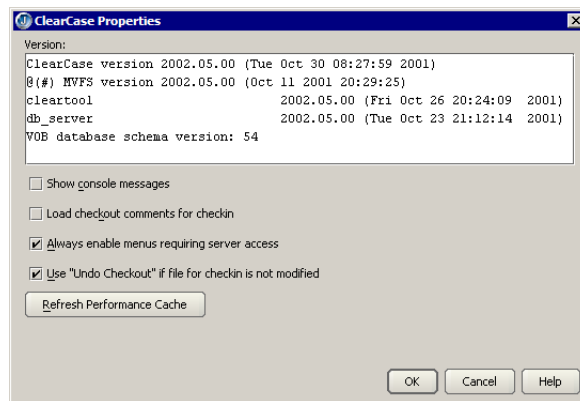 ClearCase Properties
Version:
ClearCase version 2002.05.00 (Tue Oct 30 08:27:59 2001)
@(#) MVFS version 2002.05.00 (Oct 11 2001 20:29:25)
cleartool 2002.05.00 (Fri Oct 26 20:24:09 2001)
db_server 2002.05.00 (Tue Oct 23 21:12:14 2001)
VOB database schema version: 54
Show console messages
Load checkout comments for checkin
Always enable menus requiring server access
Use "Undo Checkout" if file for checkin is not modified
Refresh Performance Cache
OK Cancel Help